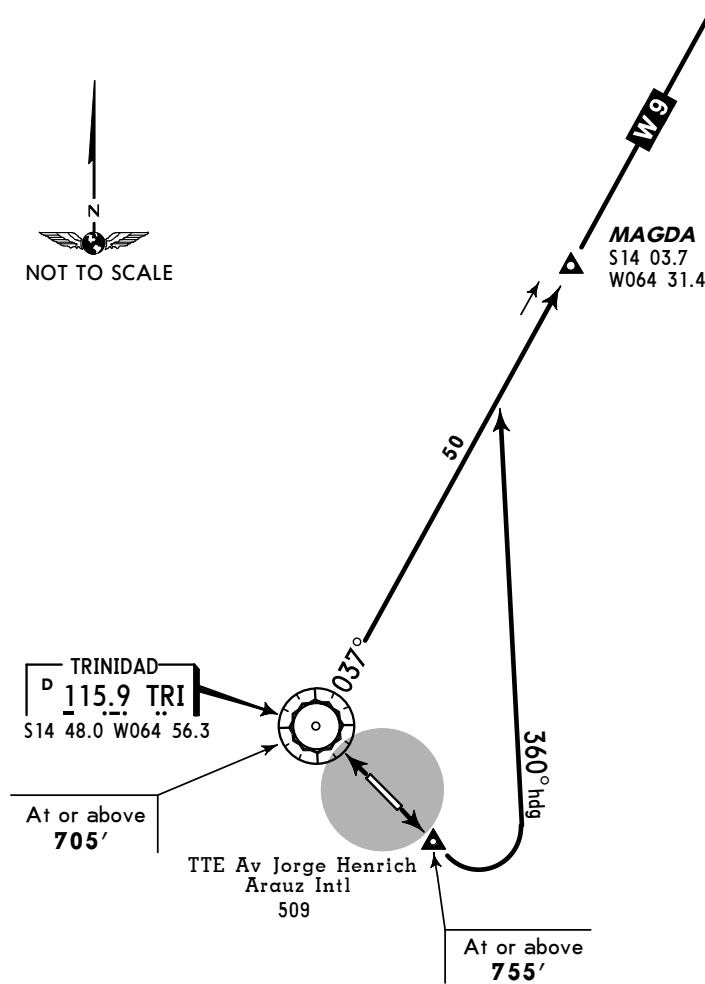 W9
N
NOT TO SCALE
MAGDA
S14 03.7
W064 31.4
50
037°
TRINIDAD
D 115.9 TRI
S14 48.0 W064 56.3
360° hdg
At or above
705'
TTE Av Jorge Henrich
Arauz Intl
509
At or above
755'